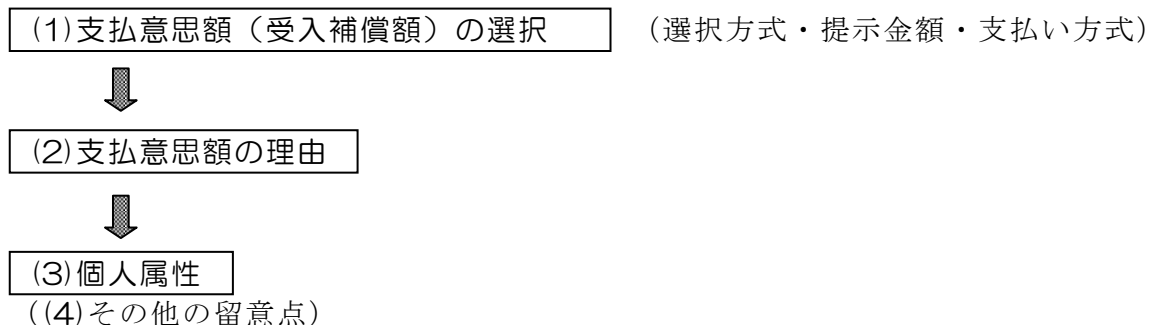 (1)支払意思額（受入補償額）の選択 （選択方式・提示金額・支払い方式）
(2)支払意思額の理由
(3)個人属性
（(4)その他の留意点）